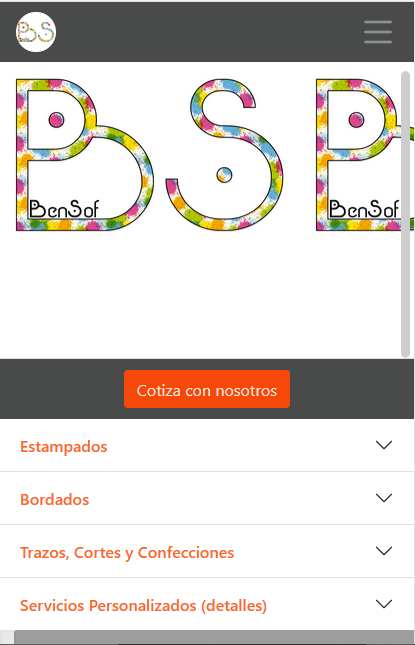 BS
BS
BenSof
BenSof
Cotiza con nosotros
Estampados
Bordados
Trazos, Cortes y Confecciones
Servicios Personalizados (detalles)